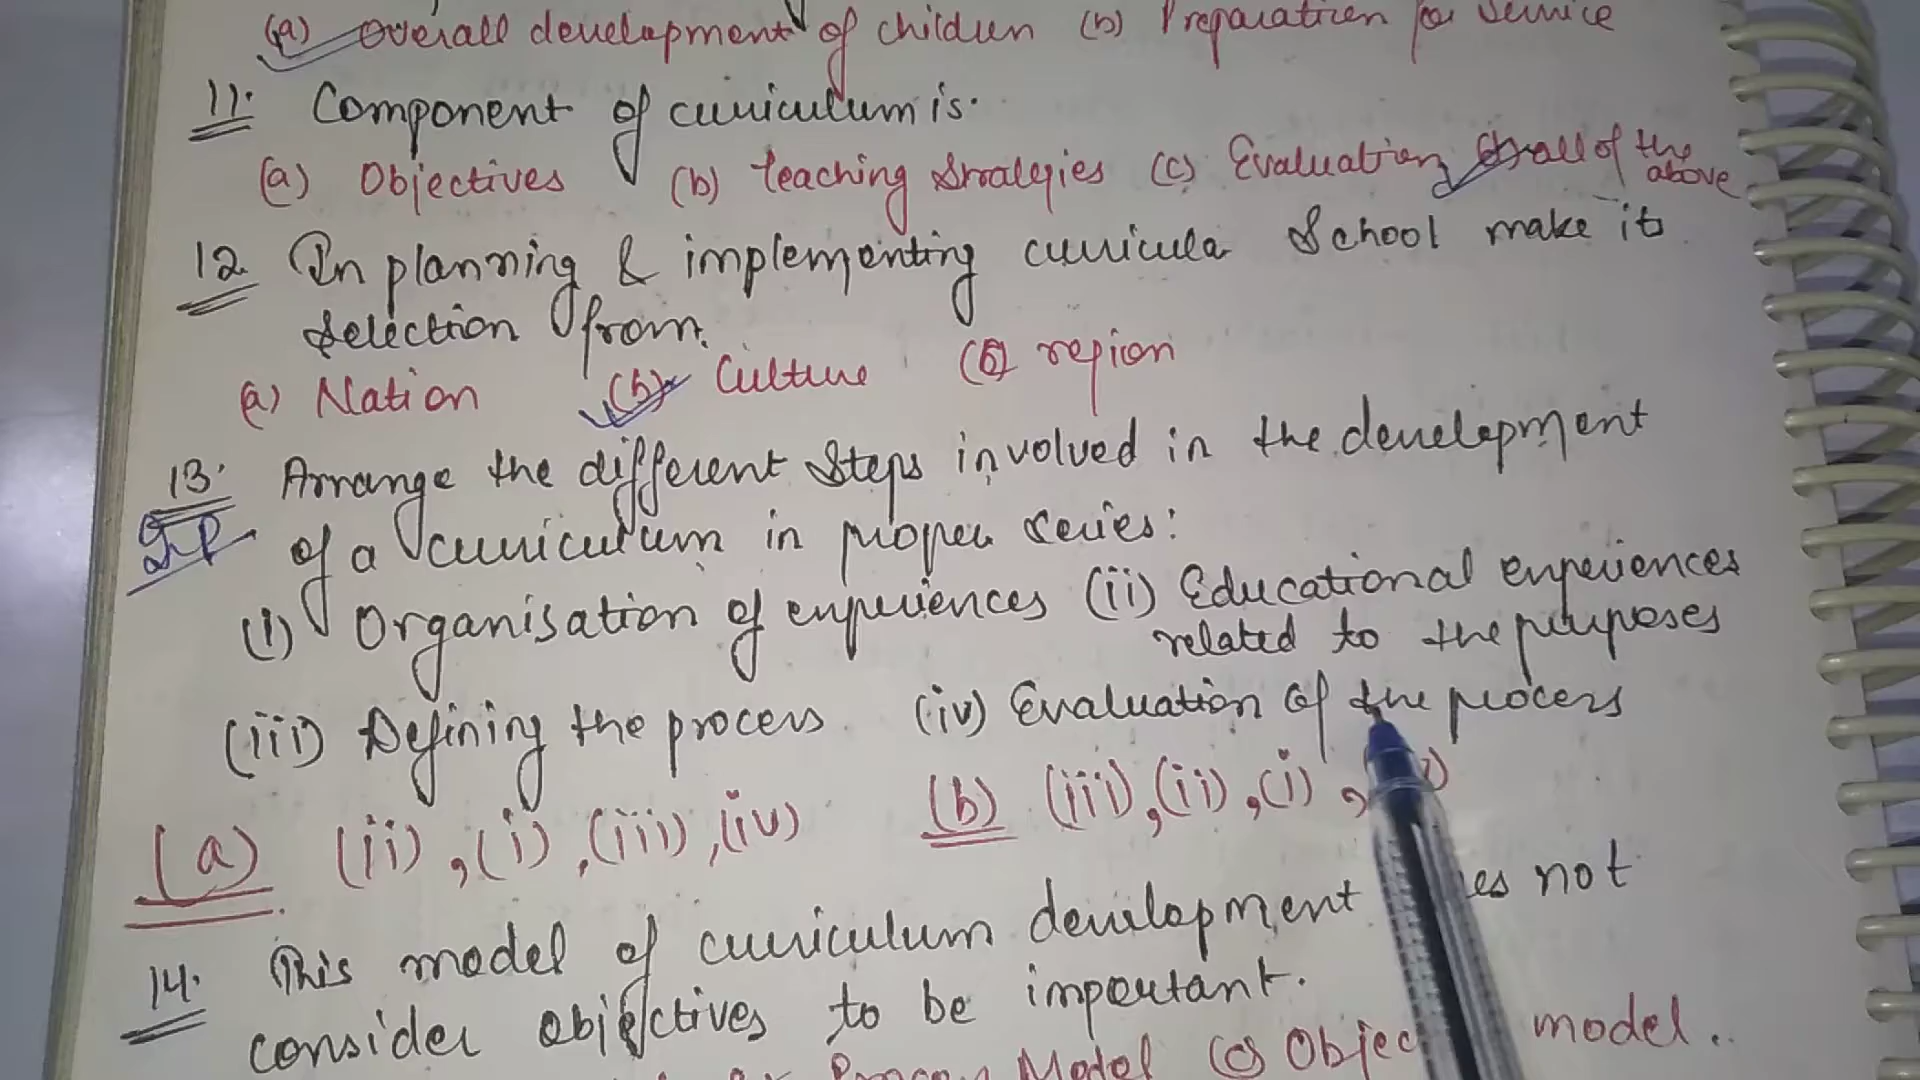 (a) Overall development of children (b) Preparation for Service
11. Component of curriculum is.
(a) Objectives (b) teaching Strategies (c) Evaluation (d) all of the above
12. In planning & implementing curricula School make it
selection from.
(a) Nation (b) Culture (c) region
13. Arrange the different steps involved in the development
Imp of a curriculum in proper series:
(i) Organisation of experiences (ii) Educational experiences
related to the purposes
(iii) Defining the process (iv) Evaluation of the process
(a) (ii), (i), (iii), (iv) (b) (iii), (ii), (i),
14. This model of curriculum development not
consider objectives to be important.
Model (c) model.